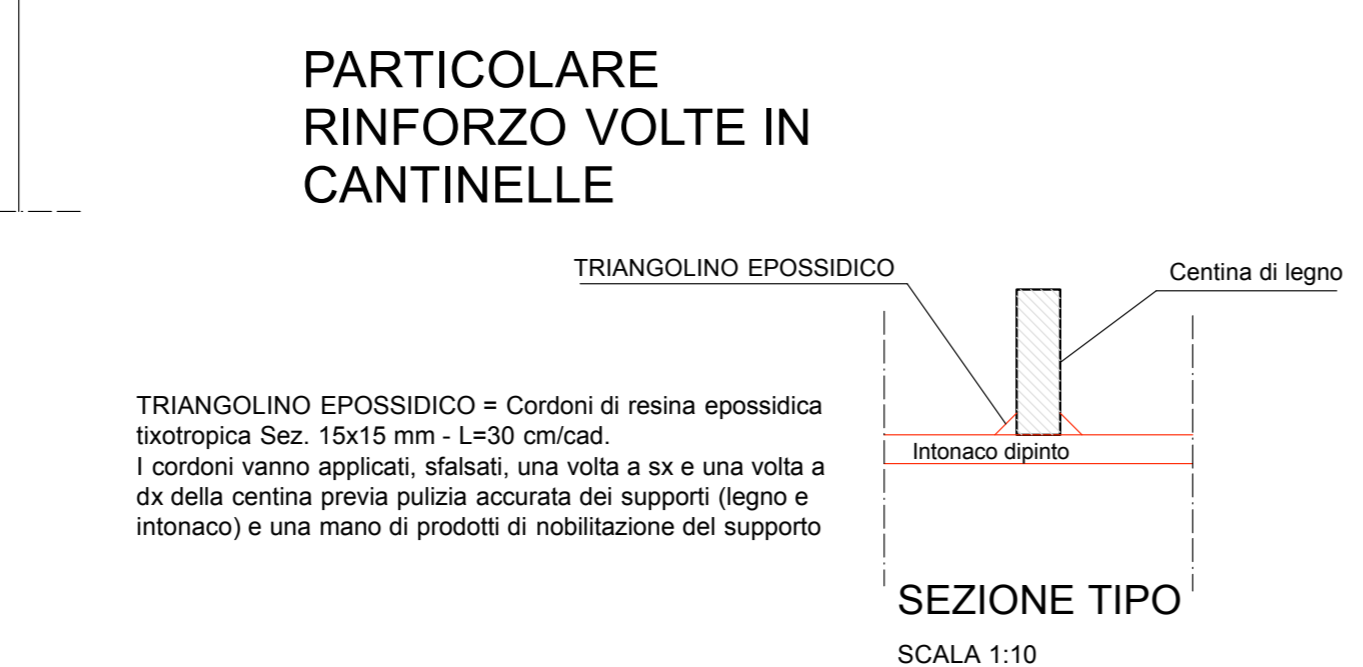 PARTICOLARE
RINFORZO VOLTE IN
CANTINELLE
TRIANGOLINO EPOSSIDICO
Centina di legno
TRIANGOLINO EPOSSIDICO = Cordoni di resina epossidica
tixotropica Sez. 15x15 mm - L=30 cm/cad.
I cordoni vanno applicati, sfalsati, una volta a sx e una volta a
dx della centina previa pulizia accurata dei supporti (legno e
intonaco) e una mano di prodotti di nobilitazione del supporto
Intonaco dipinto
SEZIONE TIPO
SCALA 1:10